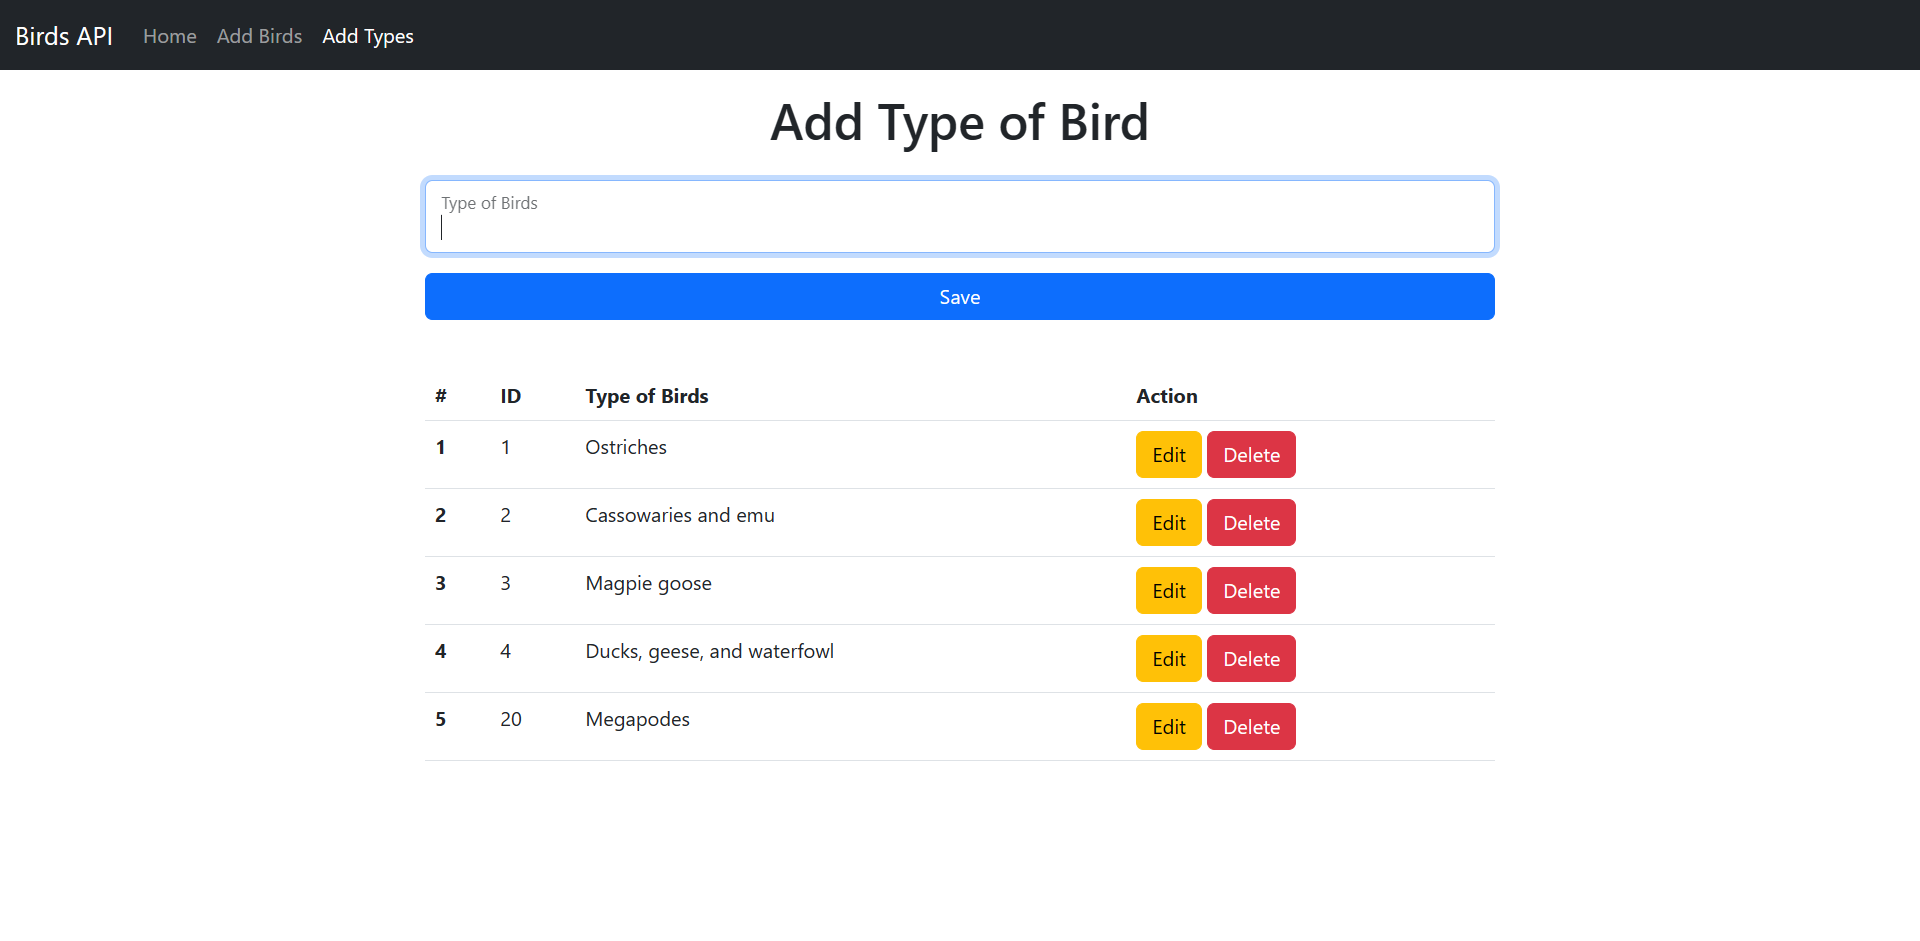 Birds API Home Add Birds Add Types
Add Type of Bird
Type of Birds
Save
# ID Type of Birds Action
1 1 Ostriches Edit Delete
2 2 Cassowaries and emu Edit Delete
3 3 Magpie goose Edit Delete
4 4 Ducks, geese, and waterfowl Edit Delete
5 20 Megapodes Edit Delete